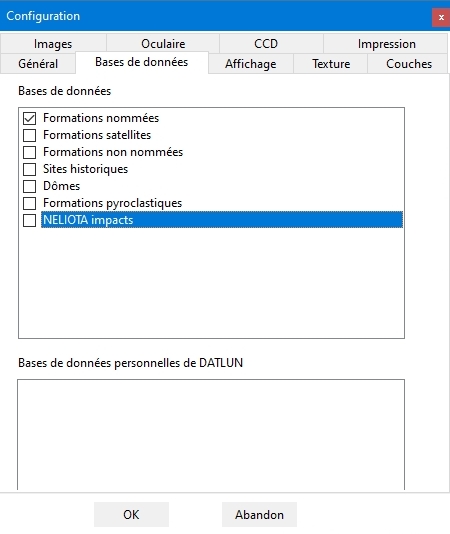 Configuration
x
Images
Oculaire
CCD
Impression
Général
Bases de données
Affichage
Texture
Couches
Bases de données
Formations nommées
Formations satellites
Formations non nommées
Sites historiques
Dômes
Formations pyroclastiques
NELIOTA impacts
Bases de données personnelles de DATLUN
OK
Abandon